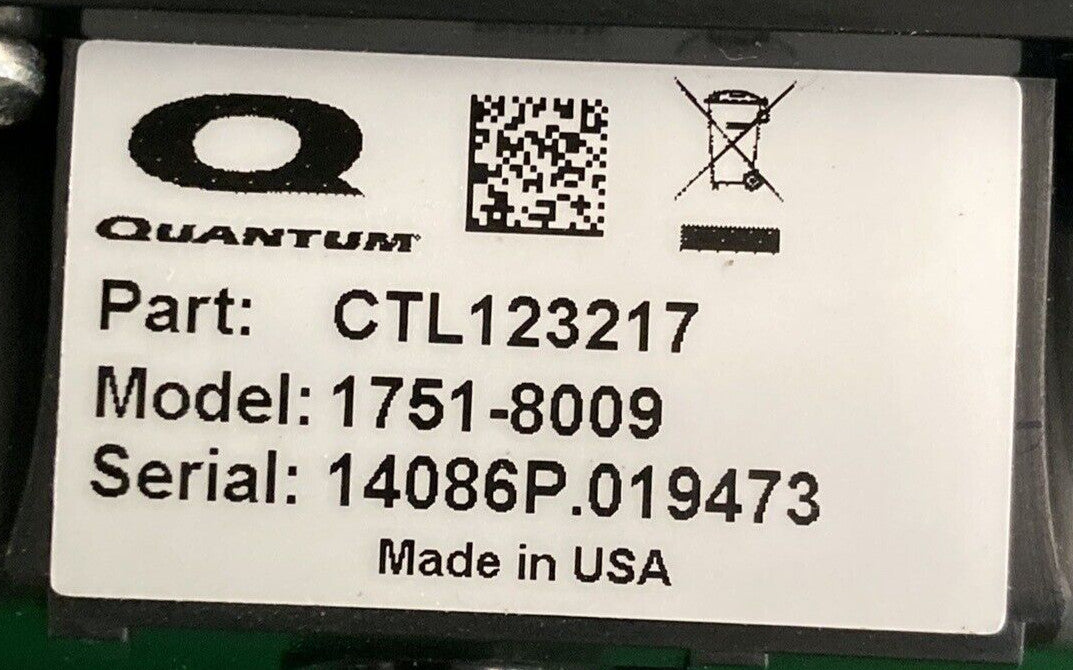 QUANTUM
Part: CTL123217
Model: 1751-8009
Serial: 14086P.019473
Made in USA